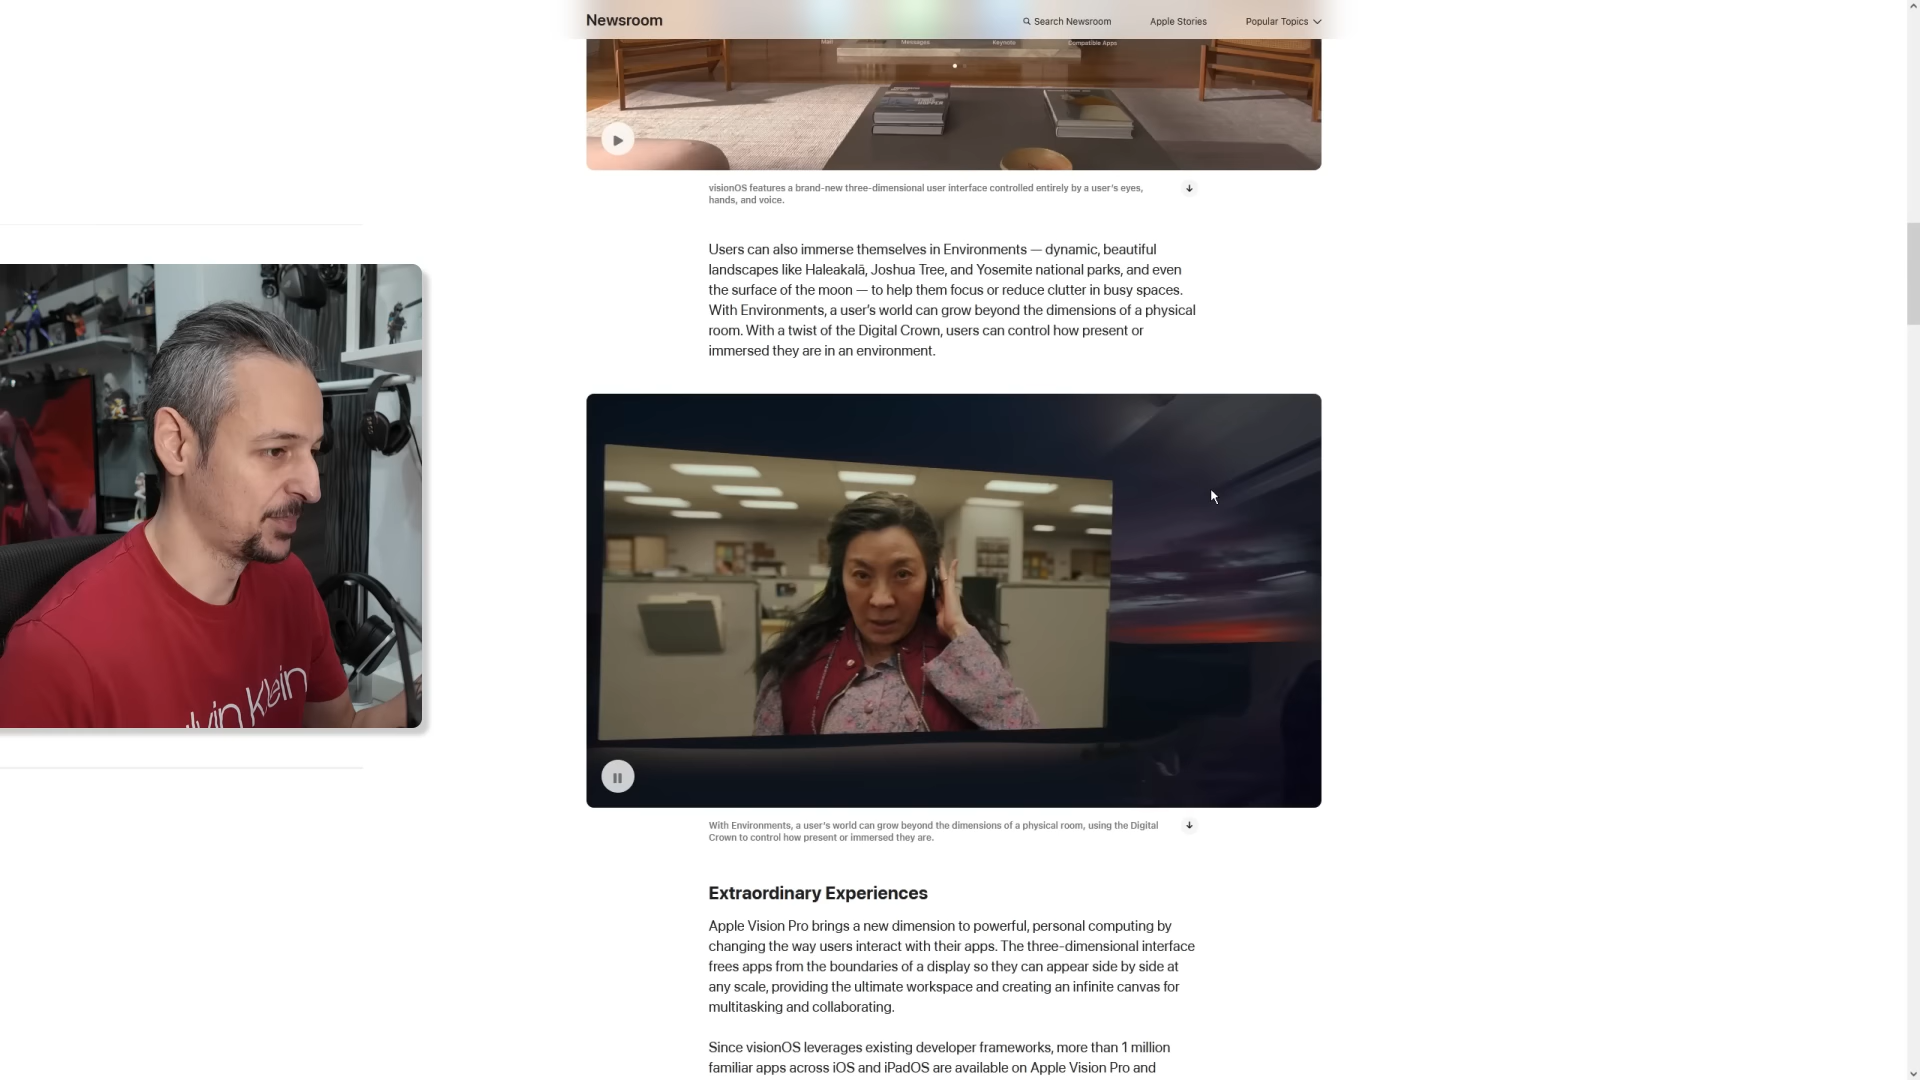 Newsroom
Search Newsroom
Apple Stories
Popular Topics
Mail
Messages
Keynote
Compatible Apps
visionOS features a brand-new three-dimensional user interface controlled entirely by a user's eyes,
hands, and voice.
Users can also immerse themselves in Environments — dynamic, beautiful
landscapes like Haleakalā, Joshua Tree, and Yosemite national parks, and even
the surface of the moon — to help them focus or reduce clutter in busy spaces.
With Environments, a user's world can grow beyond the dimensions of a physical
room. With a twist of the Digital Crown, users can control how present or
immersed they are in an environment.
lvin Klein
With Environments, a user's world can grow beyond the dimensions of a physical room, using the Digital
Crown to control how present or immersed they are.
Extraordinary Experiences
Apple Vision Pro brings a new dimension to powerful, personal computing by
changing the way users interact with their apps. The three-dimensional interface
frees apps from the boundaries of a display so they can appear side by side at
any scale, providing the ultimate workspace and creating an infinite canvas for
multitasking and collaborating.
Since visionOS leverages existing developer frameworks, more than 1 million
familiar apps across iOS and iPadOS are available on Apple Vision Pro and